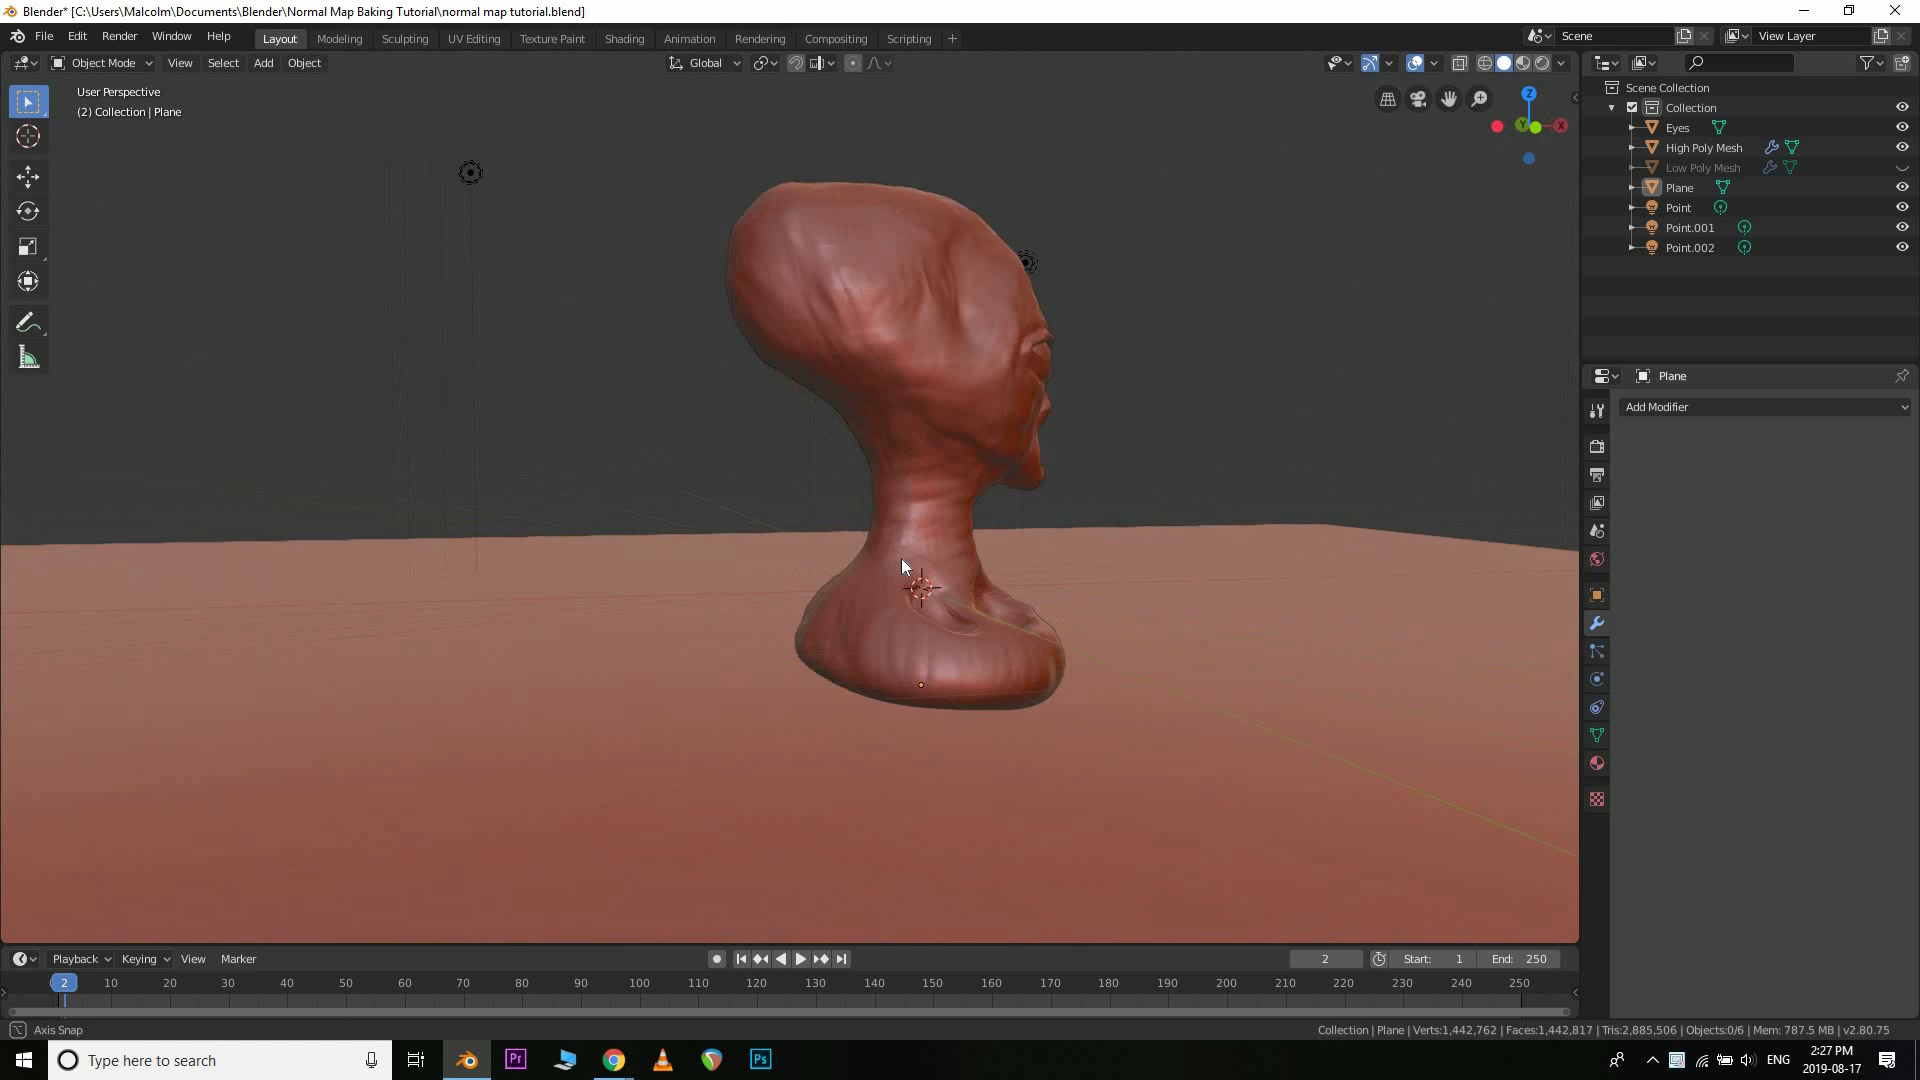 Blender* [C:\Users\Malcolm\Documents\Blender\Normal Map Baking Tutorial\normal map tutorial.blend]
File Edit Render Window Help
Layout Modeling Sculpting UV Editing Texture Paint Shading Animation Rendering Compositing Scripting +
Scene
View Layer
Object Mode View Select Add Object
Global
User Perspective
(2) Collection | Plane
Z
Y
X
Scene Collection
Collection
Eyes
High Poly Mesh
Low Poly Mesh
Plane
Point
Point.001
Point.002
Plane
Add Modifier
Playback Keying View Marker
2
Start: 1
End: 250
2 10 20 30 40 50 60 70 80 90 100 110 120 130 140 150 160 170 180 190 200 210 220 230 240 250
Axis Snap
Collection | Plane | Verts:1,442,762 | Faces:1,442,817 | Tris:2,885,506 | Objects:0/6 | Mem: 787.5 MB | v2.80.75
Type here to search
Pr
Ps
ENG
2:27 PM
2019-08-17